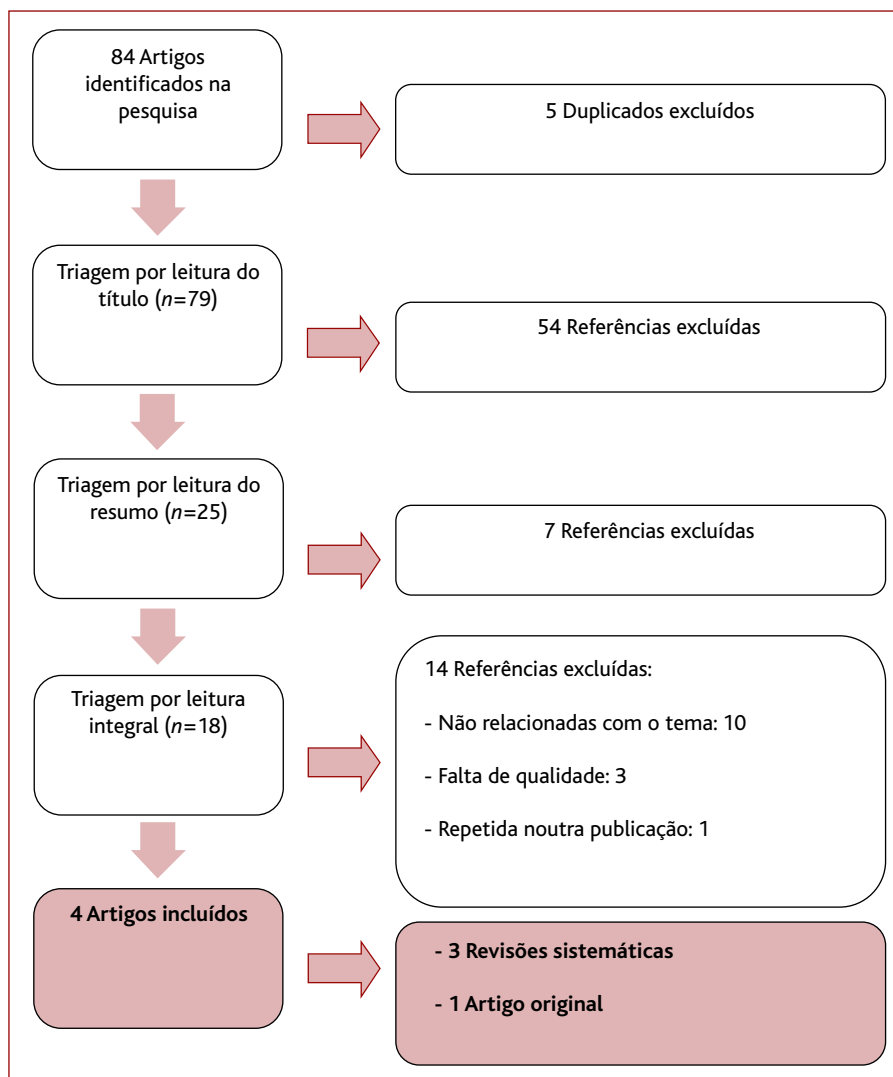 84 Artigos
identificados na
pesquisa
5 Duplicados excluídos
Triagem por leitura do
título (n=79)
54 Referências excluídas
Triagem por leitura do
resumo (n=25)
7 Referências excluídas
Triagem por leitura
integral (n=18)
14 Referências excluídas:
- Não relacionadas com o tema: 10
- Falta de qualidade: 3
- Repetida noutra publicação: 1
4 Artigos incluídos
- 3 Revisões sistemáticas
- 1 Artigo original